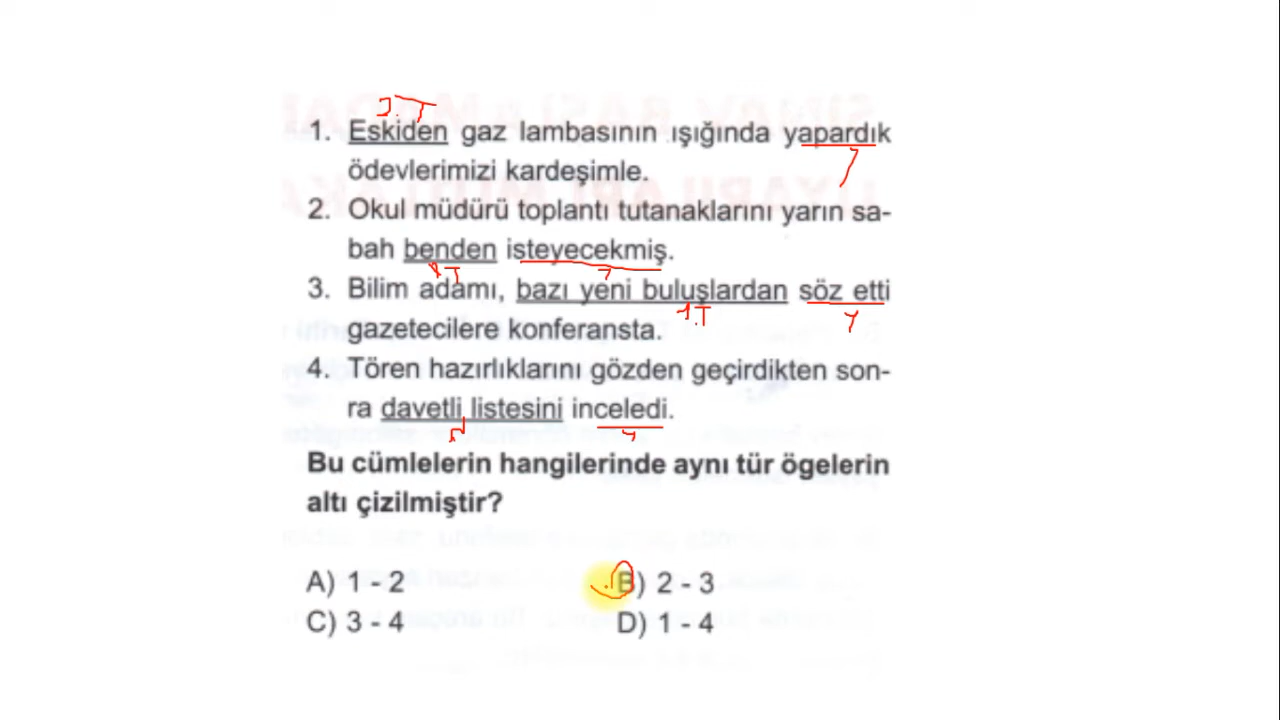 1. Eskiden gaz lambasının ışığında yapardık
ödevlerimizi kardeşimle.
2. Okul müdürü toplantı tutanaklarını yarın sa-
bah benden isteyecekmiş.
3. Bilim adamı, bazı yeni buluşlardan söz etti
gazetecilere konferansta.
4. Tören hazırlıklarını gözden geçirdikten son-
ra davetli listesini inceledi.
Bu cümlelerin hangilerinde aynı tür ögelerin
altı çizilmiştir?
A) 1 - 2
B) 2 - 3
C) 3 - 4
D) 1 - 4